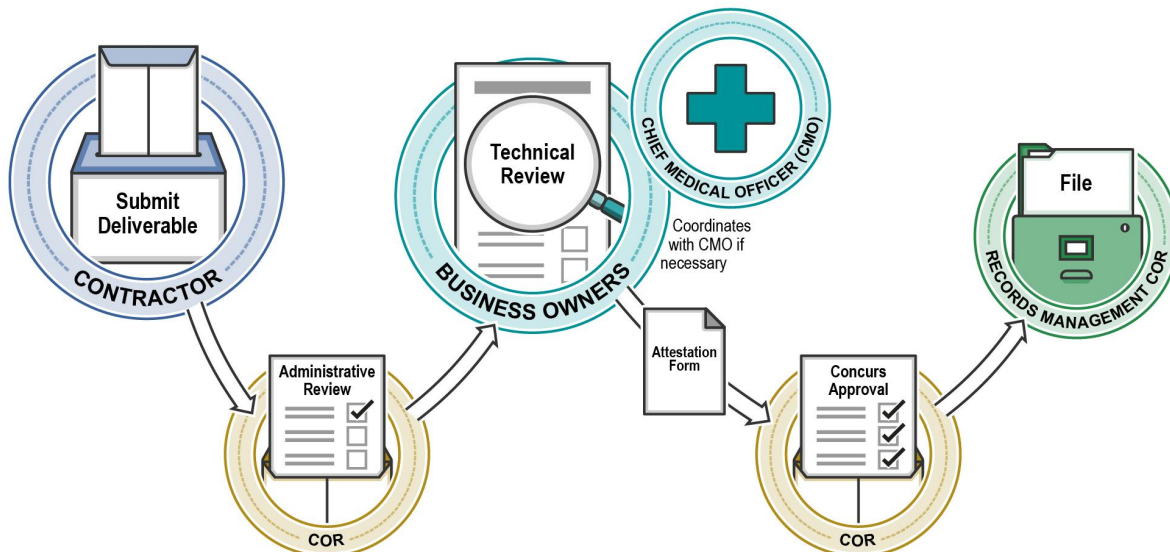 Submit
Deliverable
CONTRACTOR
Administrative
Review
COR
Technical
Review
BUSINESS OWNERS
CHIEF MEDICAL OFFICER (CMO)
Coordinates
with CMO if
necessary
Attestation
Form
Concurs
Approval
COR
File
RECORDS MANAGEMENT COR